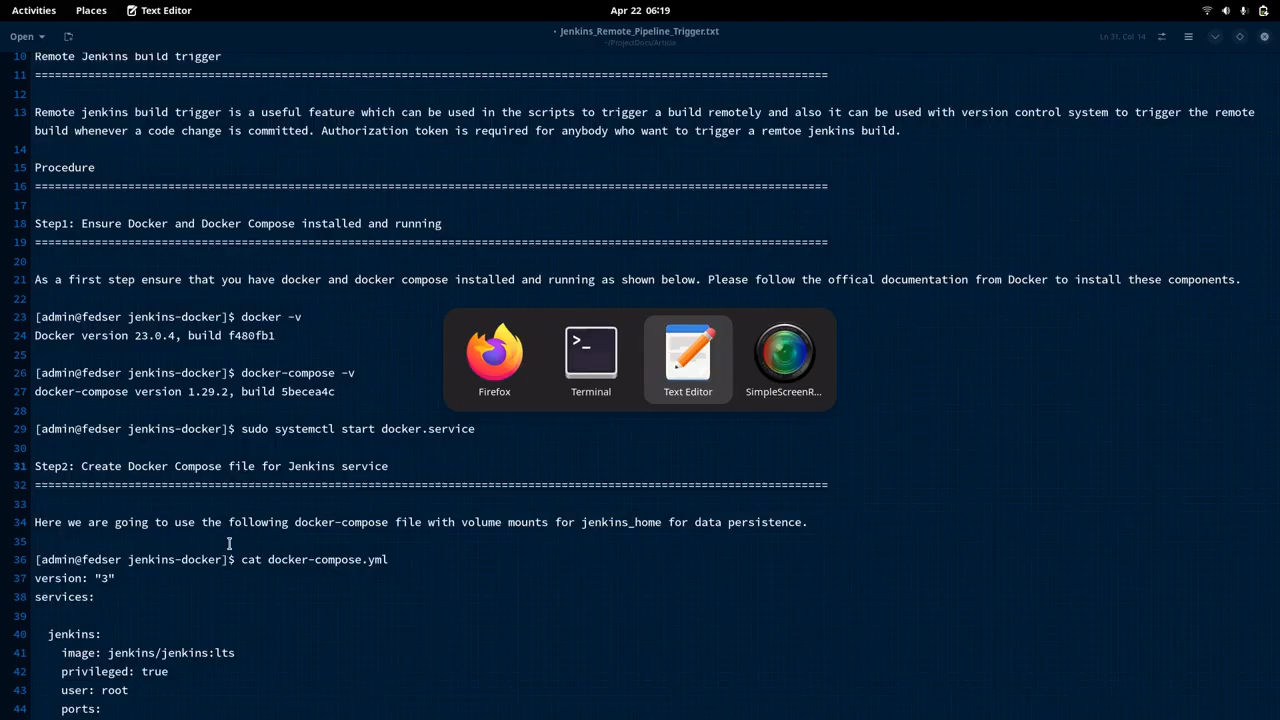 Activities Places Text Editor Apr 22 06:19
Open • Jenkins_Remote_Pipeline_Trigger.txt Ln 31, Col 14
~/ProjectDocs/Article
10 Remote Jenkins build trigger
11 =======================================================================================================================
12
13 Remote jenkins build trigger is a useful feature which can be used in the scripts to trigger a build remotely and also it can be used with version control system to trigger the remote
build whenever a code change is committed. Authorization token is required for anybody who want to trigger a remtoe jenkins build.
14
15 Procedure
16 =======================================================================================================================
17
18 Step1: Ensure Docker and Docker Compose installed and running
19 =======================================================================================================================
20
21 As a first step ensure that you have docker and docker compose installed and running as shown below. Please follow the offical documentation from Docker to install these components.
22
23 [admin@fedser jenkins-docker]$ docker -v
24 Docker version 23.0.4, build f480fb1
25
26 [admin@fedser jenkins-docker]$ docker-compose -v
27 docker-compose version 1.29.2, build 5becea4c
28
29 [admin@fedser jenkins-docker]$ sudo systemctl start docker.service
30
31 Step2: Create Docker Compose file for Jenkins service
32 =======================================================================================================================
33
34 Here we are going to use the following docker-compose file with volume mounts for jenkins_home for data persistence.
35
36 [admin@fedser jenkins-docker]$ cat docker-compose.yml
37 version: "3"
38 services:
39
40 jenkins:
41 image: jenkins/jenkins:lts
42 privileged: true
43 user: root
44 ports:
Firefox Terminal Text Editor SimpleScreenR...